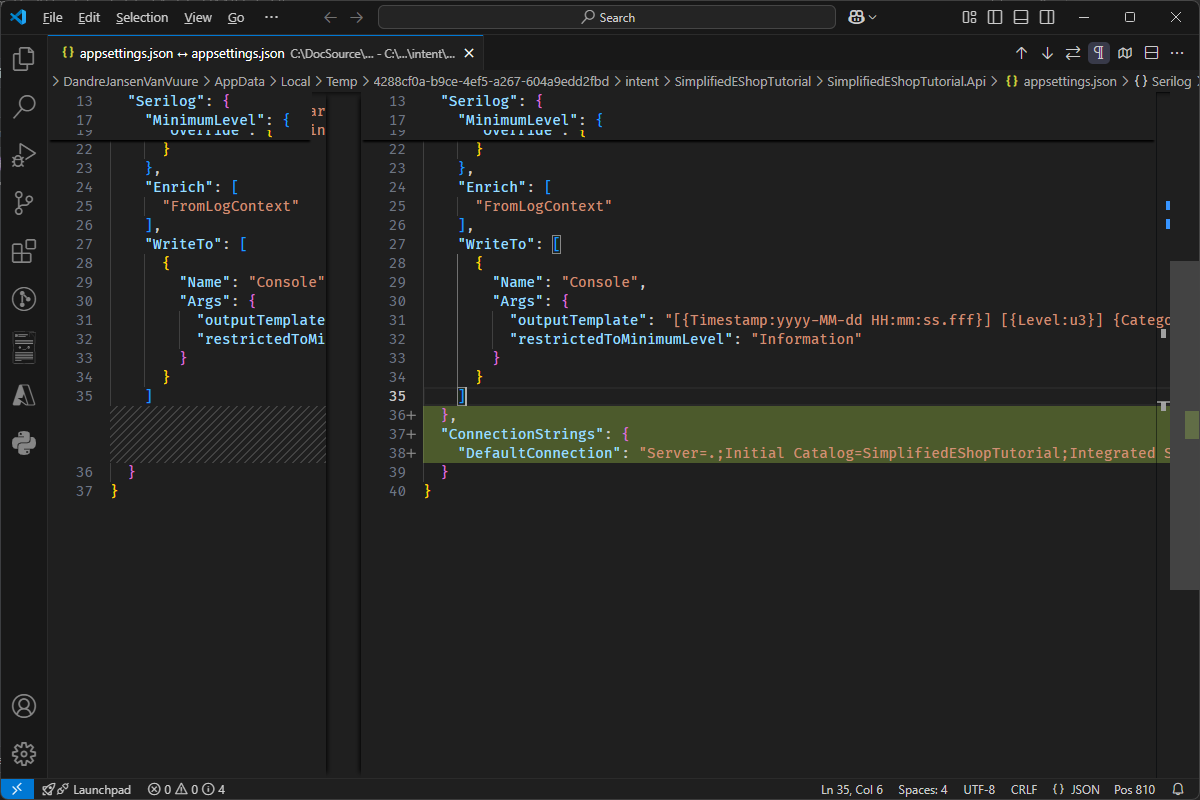 File Edit Selection View Go ··· Search
{} appsettings.json ↔ appsettings.json C:\DocSource\... - C:\...\intent\...
> DandreJansenVanVuure > AppData > Local > Temp > 4288cf0a-b9ce-4ef5-a267-604a9edd2fbd > intent > SimplifiedEShopTutorial > SimplifiedEShopTutorial.Api > {} appsettings.json > {} Serilog
13 "Serilog": {
17 "MinimumLevel": {
19 "Override": {
22 }
23 },
24 "Enrich": [
25 "FromLogContext"
26 ],
27 "WriteTo": [
28 {
29 "Name": "Console"
30 "Args": {
31 "outputTemplate
32 "restrictedToMi
33 }
34 }
35 ]
36 }
37 }
13 "Serilog": {
17 "MinimumLevel": {
19 "Override": {
22 }
23 },
24 "Enrich": [
25 "FromLogContext"
26 ],
27 "WriteTo": [
28 {
29 "Name": "Console",
30 "Args": {
31 "outputTemplate": "[{Timestamp:yyyy-MM-dd HH:mm:ss.fff}] [{Level:u3}] {Catego
32 "restrictedToMinimumLevel": "Information"
33 }
34 }
35 ]
36+ },
37+ "ConnectionStrings": {
38+ "DefaultConnection": "Server=.;Initial Catalog=SimplifiedEShopTutorial;Integrated S
39 }
40 }
Launchpad 0 0 4 Ln 35, Col 6 Spaces: 4 UTF-8 CRLF {} JSON Pos 810